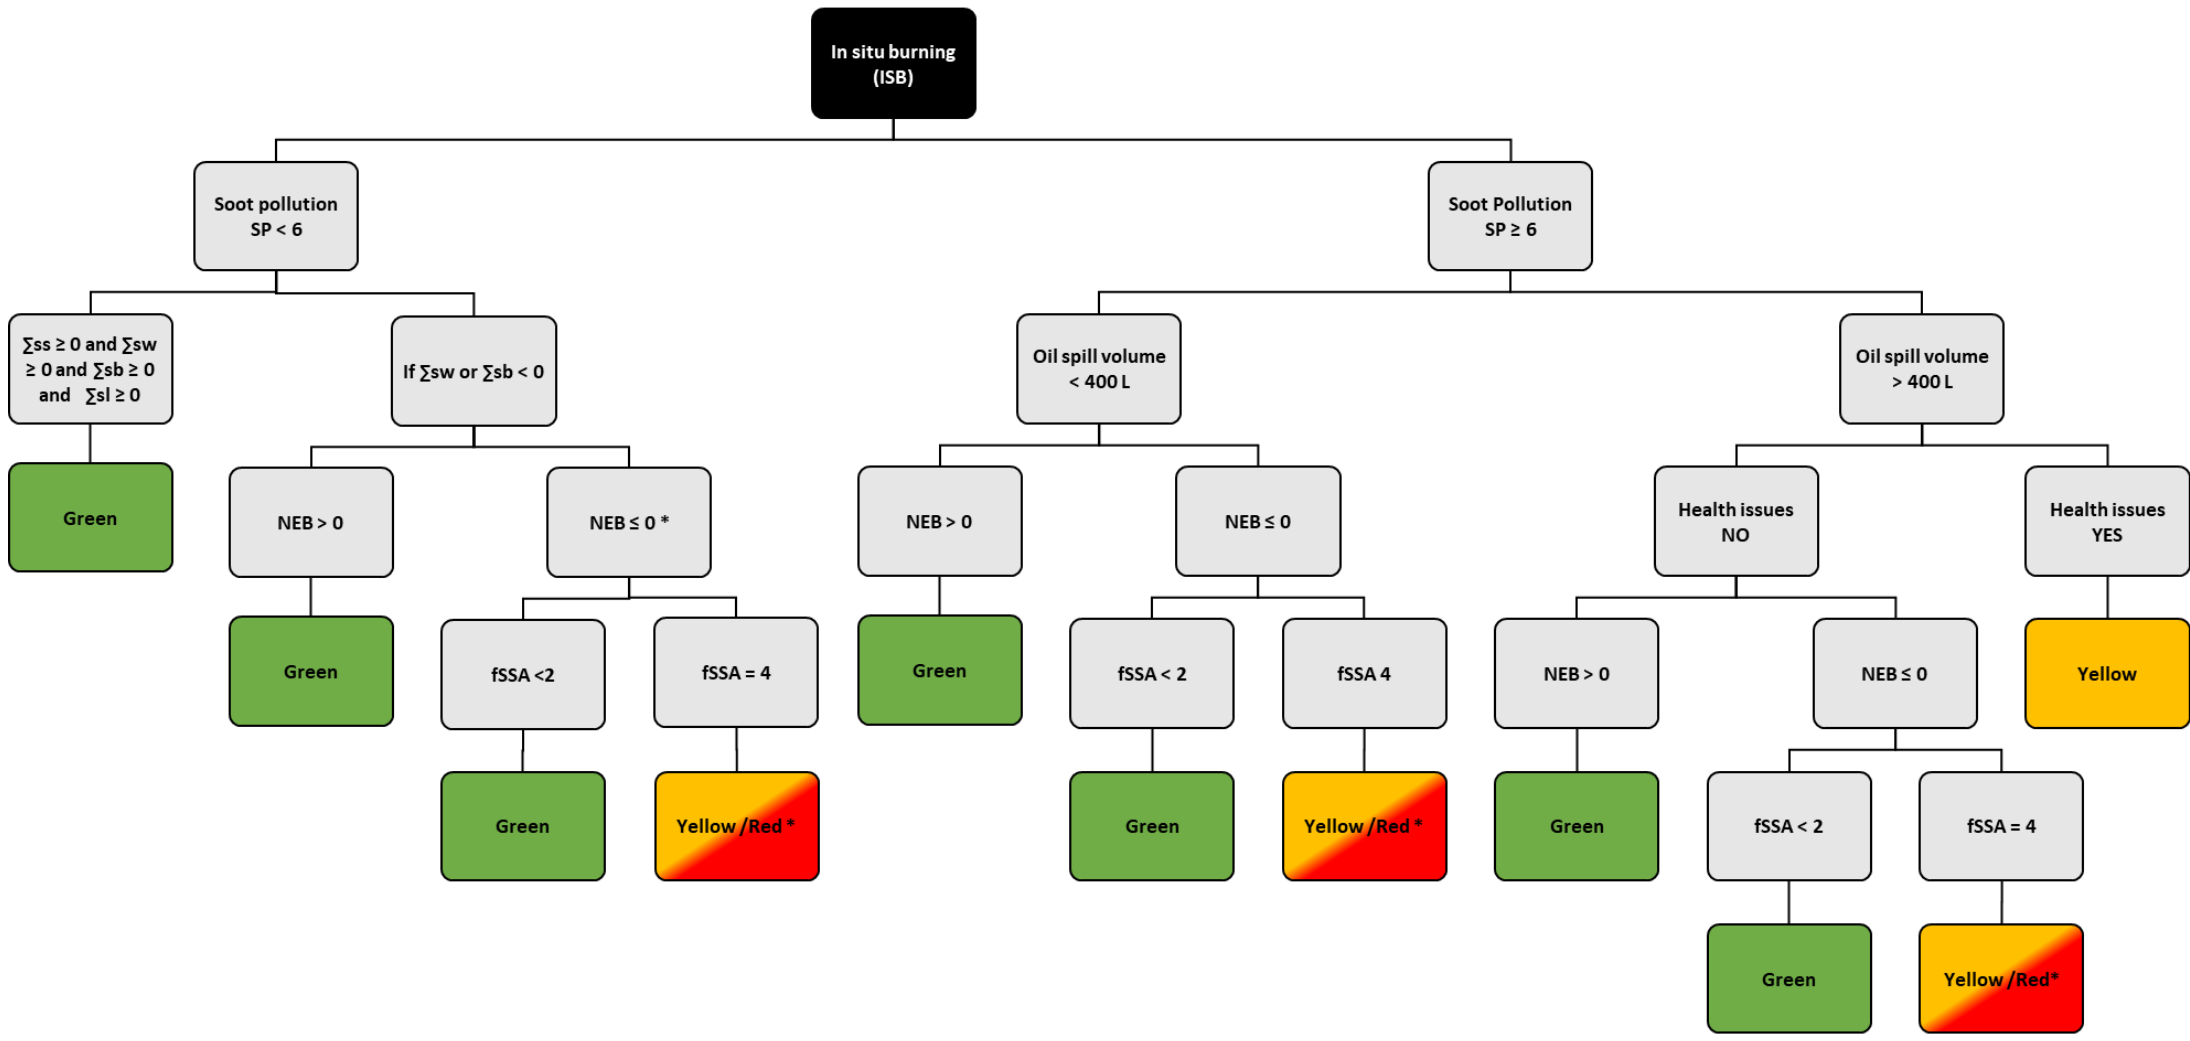 In situ burning
(ISB)
Soot pollution
SP < 6
Soot Pollution
SP ≥ 6
∑ss ≥ 0 and ∑sw
≥ 0 and ∑sb ≥ 0
and ∑sl ≥ 0
If ∑sw or ∑sb < 0
Oil spill volume
< 400 L
Oil spill volume
> 400 L
Green
NEB > 0
NEB ≤ 0 *
NEB > 0
NEB ≤ 0
Health issues
NO
Health issues
YES
Green
fSSA <2
fSSA = 4
Green
fSSA < 2
fSSA 4
NEB > 0
NEB ≤ 0
Yellow
Green
Yellow /Red *
Green
Yellow /Red *
Green
fSSA < 2
fSSA = 4
Green
Yellow /Red*